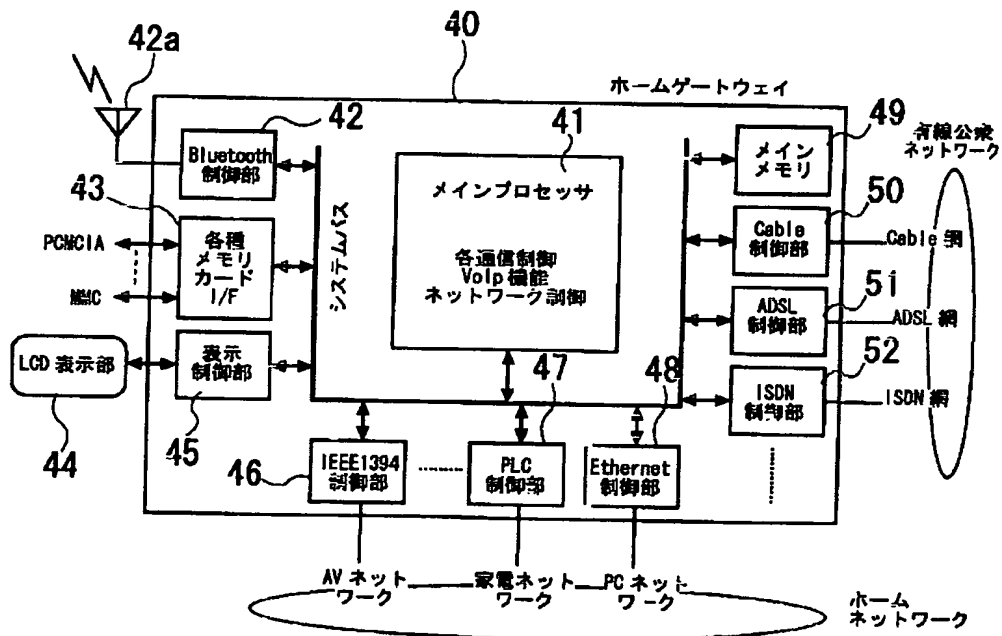 42a
40
ホームゲートウェイ
42
Bluetooth
制御部
43
PCMCIA
MMC
各種
メモリ
カード
I/F
LCD 表示部
44
表示
制御部
45
システムバス
41
メインプロセッサ
各通信制御
VoIp 機能
ネットワーク制御
49
メイン
メモリ
有線公衆
ネットワーク
50
Cable
制御部
Cable 網
51
ADSL
制御部
ADSL 網
52
ISDN
制御部
ISDN 網
46
IEEE1394
制御部
47
PLC
制御部
48
Ethernet
制御部
AV ネット
ワーク
家電ネット
ワーク
PC ネット
ワーク
ホーム
ネットワーク